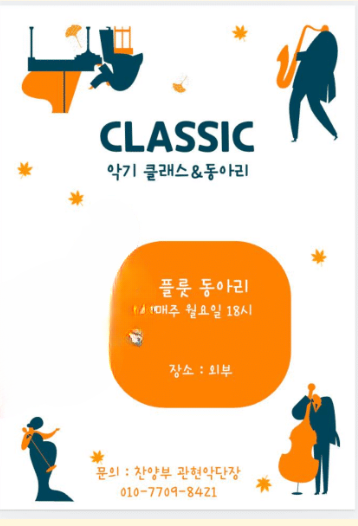 CLASSIC
악기 클래스&동아리
플룻 동아리
매주 월요일 18시
장소 : 외부
문의 : 찬양부 관현악단장
010-7709-8421